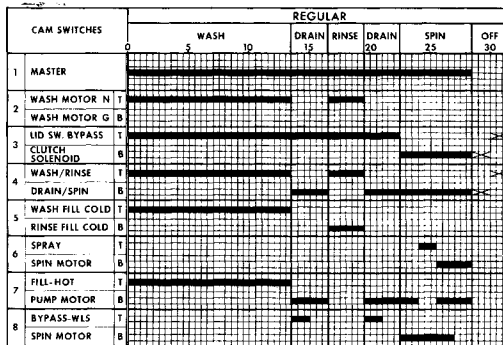 REGULAR
CAM SWITCHES
WASH DRAIN RINSE DRAIN SPIN OFF
0 5 10 15 20 25 30
1 MASTER
2 WASH MOTOR N T
WASH MOTOR G B
3 LID SW. BYPASS T
CLUTCH SOLENOID B
4 WASH/RINSE T
DRAIN/SPIN B
5 WASH FILL COLD T
RINSE FILL COLD B
6 SPRAY T
SPIN MOTOR B
7 FILL-HOT T
PUMP MOTOR B
8 BYPASS-WLS T
SPIN MOTOR B